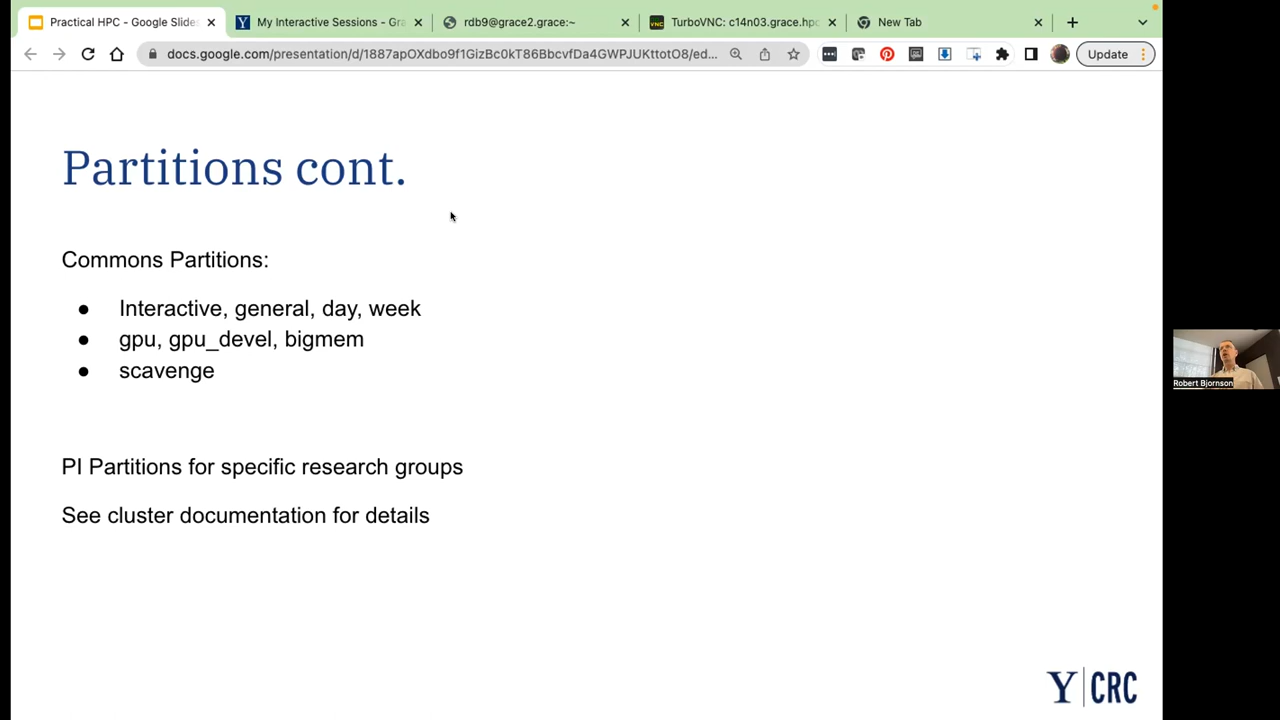 Practical HPC - Google Slides
My Interactive Sessions - Gra
rdb9@grace2.grace:~
TurboVNC: c14n03.grace.hpc
New Tab
docs.google.com/presentation/d/1887apOXdbo9f1GizBc0kT86BbcvfDa4GWPJUKttotO8/ed...
Update
Partitions cont.
Commons Partitions:
● Interactive, general, day, week
● gpu, gpu_devel, bigmem
● scavenge
PI Partitions for specific research groups
See cluster documentation for details
Robert Bjornson
Y CRC